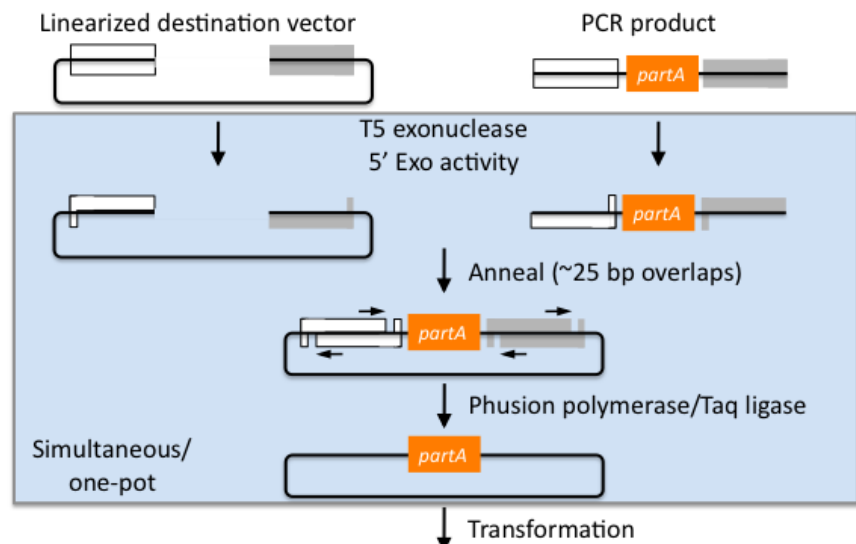 Linearized destination vector
PCR product
partA
T5 exonuclease
5' Exo activity
partA
Anneal (~25 bp overlaps)
partA
Phusion polymerase/Taq ligase
partA
Simultaneous/
one-pot
Transformation